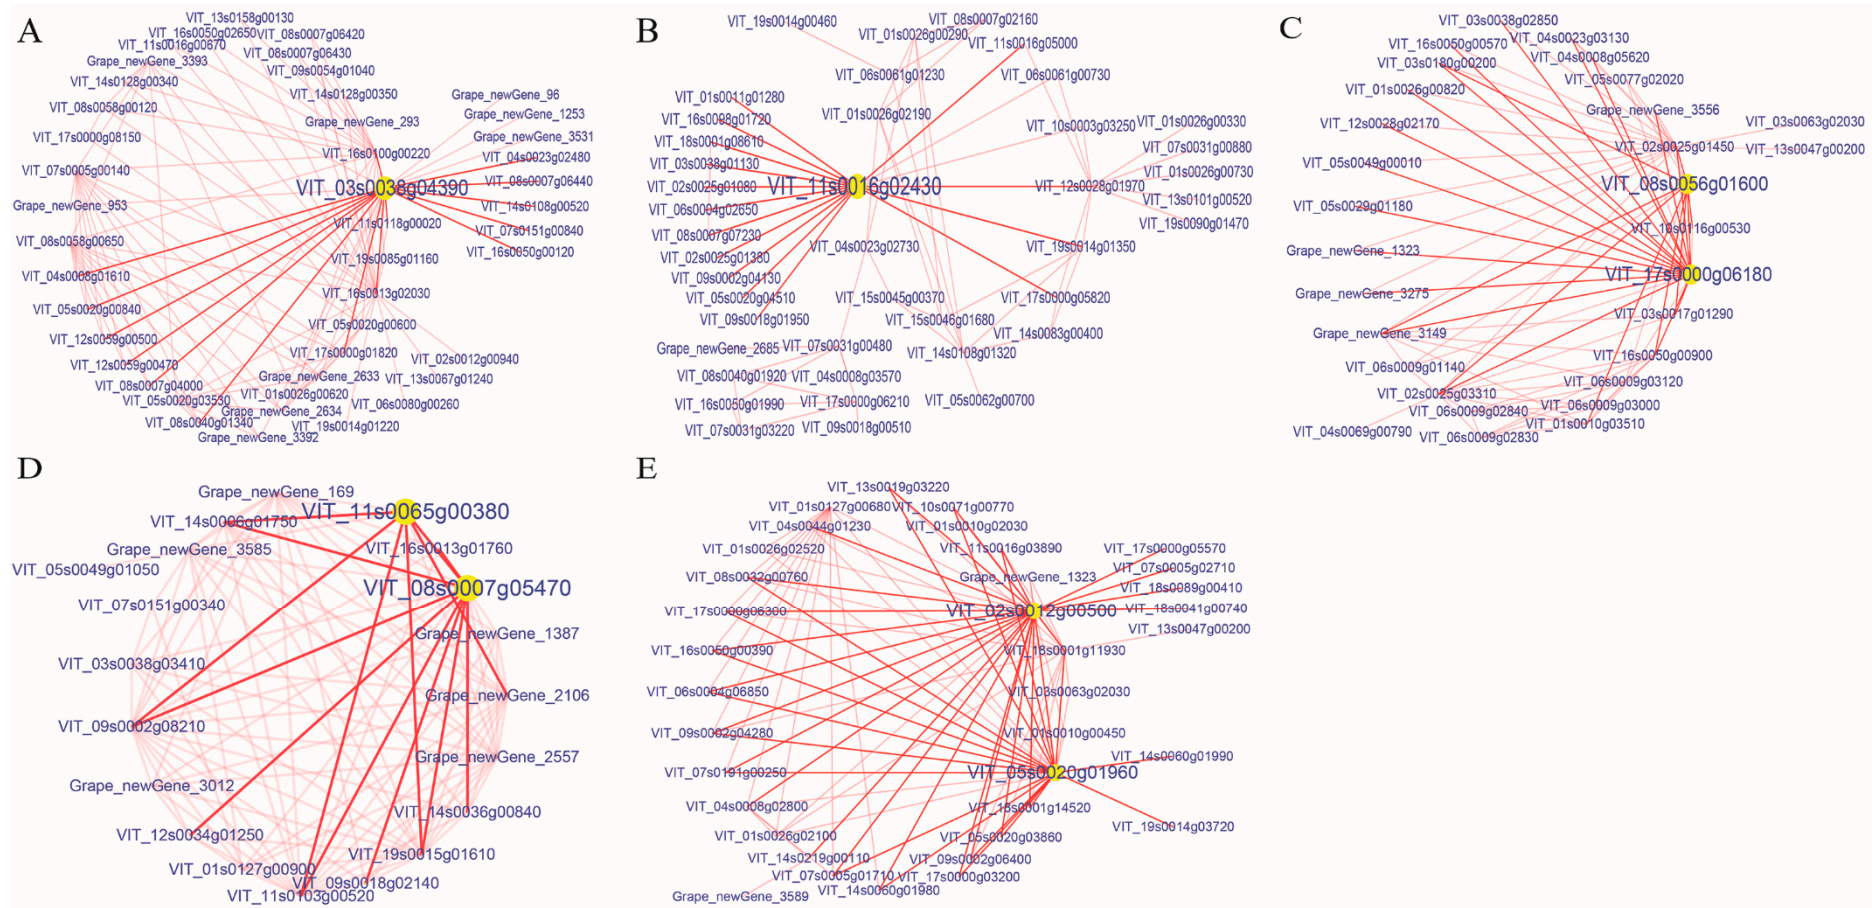 A
VIT_13s0158g00130
VIT_16s0050g02650
VIT_08s0007g06420
VIT_11s0016g00670
VIT_08s0007g06430
Grape_newGene_3393
VIT_09s0054g01040
VIT_14s0128g00340
VIT_14s0128g00350
Grape_newGene_96
VIT_08s0058g00120
Grape_newGene_1253
Grape_newGene_293
VIT_17s0000g08150
Grape_newGene_3531
VIT_16s0100g00220
VIT_04s0023g02480
VIT_07s0005g00140
VIT_08s0007g06440
VIT_03s0038g04390
Grape_newGene_953
VIT_14s0108g00520
VIT_11s0118g00020
VIT_07s0151g00840
VIT_08s0058g00650
VIT_16s0050g00120
VIT_19s0085g01160
VIT_04s0008g01610
VIT_16s0013g02030
VIT_05s0020g00840
VIT_05s0020g00600
VIT_12s0059g00500
VIT_17s0000g01820
VIT_02s0012g00940
VIT_12s0059g00470
Grape_newGene_2633
VIT_13s0067g01240
VIT_08s0007g04000
VIT_01s0026g00620
VIT_05s0020g03530
VIT_06s0080g00260
Grape_newGene_2634
VIT_08s0040g01340
VIT_19s0014g01220
Grape_newGene_3392
B
VIT_19s0014g00460
VIT_08s0007g02160
VIT_01s0026g00290
VIT_11s0016g05000
VIT_06s0061g01230
VIT_06s0061g00730
VIT_01s0011g01280
VIT_01s0026g02190
VIT_16s0098g01720
VIT_10s0003g03250
VIT_01s0026g00330
VIT_18s0001g08610
VIT_07s0031g00880
VIT_03s0038g01130
VIT_01s0026g00730
VIT_02s0025g01080
VIT_11s0016g02430
VIT_12s0028g01970
VIT_13s0101g00520
VIT_06s0004g02650
VIT_19s0090g01470
VIT_08s0007g07230
VIT_04s0023g02730
VIT_19s0014g01350
VIT_02s0025g01380
VIT_09s0002g04130
VIT_05s0020g04510
VIT_15s0045g00370
VIT_17s0000g05820
VIT_09s0018g01950
VIT_15s0046g01680
VIT_14s0083g00400
Grape_newGene_2685
VIT_07s0031g00480
VIT_14s0108g01320
VIT_08s0040g01920
VIT_04s0008g03570
VIT_16s0050g01990
VIT_17s0000g06210
VIT_05s0062g00700
VIT_07s0031g03220
VIT_09s0018g00510
C
VIT_03s0038g02850
VIT_04s0023g03130
VIT_16s0050g00570
VIT_04s0008g05620
VIT_03s0180g00200
VIT_05s0077g02020
VIT_01s0026g00820
Grape_newGene_3556
VIT_12s0028g02170
VIT_03s0063g02030
VIT_02s0025g01450
VIT_13s0047g00200
VIT_05s0049g00010
VIT_08s0056g01600
VIT_05s0029g01180
VIT_10s0116g00530
Grape_newGene_1323
VIT_17s0000g06180
Grape_newGene_3275
VIT_03s0017g01290
Grape_newGene_3149
VIT_16s0050g00900
VIT_06s0009g01140
VIT_06s0009g03120
VIT_02s0025g03310
VIT_06s0009g03000
VIT_06s0009g02840
VIT_01s0010g03510
VIT_04s0069g00790
VIT_06s0009g02830
D
Grape_newGene_169
VIT_11s0065g00380
VIT_14s0006g01750
Grape_newGene_3585
VIT_16s0013g01760
VIT_05s0049g01050
VIT_08s0007g05470
VIT_07s0151g00340
Grape_newGene_1387
VIT_03s0038g03410
Grape_newGene_2106
VIT_09s0002g08210
Grape_newGene_2557
Grape_newGene_3012
VIT_14s0036g00840
VIT_12s0034g01250
VIT_19s0015g01610
VIT_01s0127g00900
VIT_09s0018g02140
VIT_11s0103g00520
E
VIT_13s0019g03220
VIT_01s0127g00680
VIT_10s0071g00770
VIT_04s0044g01230
VIT_01s0010g02030
VIT_01s0026g02520
VIT_11s0016g03890
VIT_17s0000g05570
VIT_07s0005g02710
VIT_08s0032g00760
Grape_newGene_1323
VIT_18s0089g00410
VIT_17s0000g06300
VIT_02s0012g00500
VIT_18s0041g00740
VIT_13s0047g00200
VIT_16s0050g00390
VIT_18s0001g11930
VIT_06s0004g06850
VIT_03s0063g02030
VIT_09s0002g04280
VIT_01s0010g00450
VIT_14s0060g01990
VIT_07s0191g00250
VIT_05s0020g01960
VIT_04s0008g02800
VIT_18s0001g14520
VIT_19s0014g03720
VIT_01s0026g02100
VIT_05s0020g03860
VIT_14s0219g00110
VIT_09s0002g06400
VIT_07s0005g01710
VIT_17s0000g03200
VIT_14s0060g01980
Grape_newGene_3589